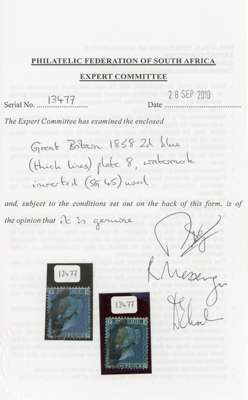 PHILATELIC FEDERATION OF SOUTH AFRICA
EXPERT COMMITTEE
Serial No. 13477 Date 28 SEP 2010
The Expert Committee has examined the enclosed
Great Britain 1858 2d blue
(thick lines) plate 8, watermark
inverted (SG 45) used
and, subject to the conditions set out on the back of this form, is of
the opinion that it is genuine
13477
13477